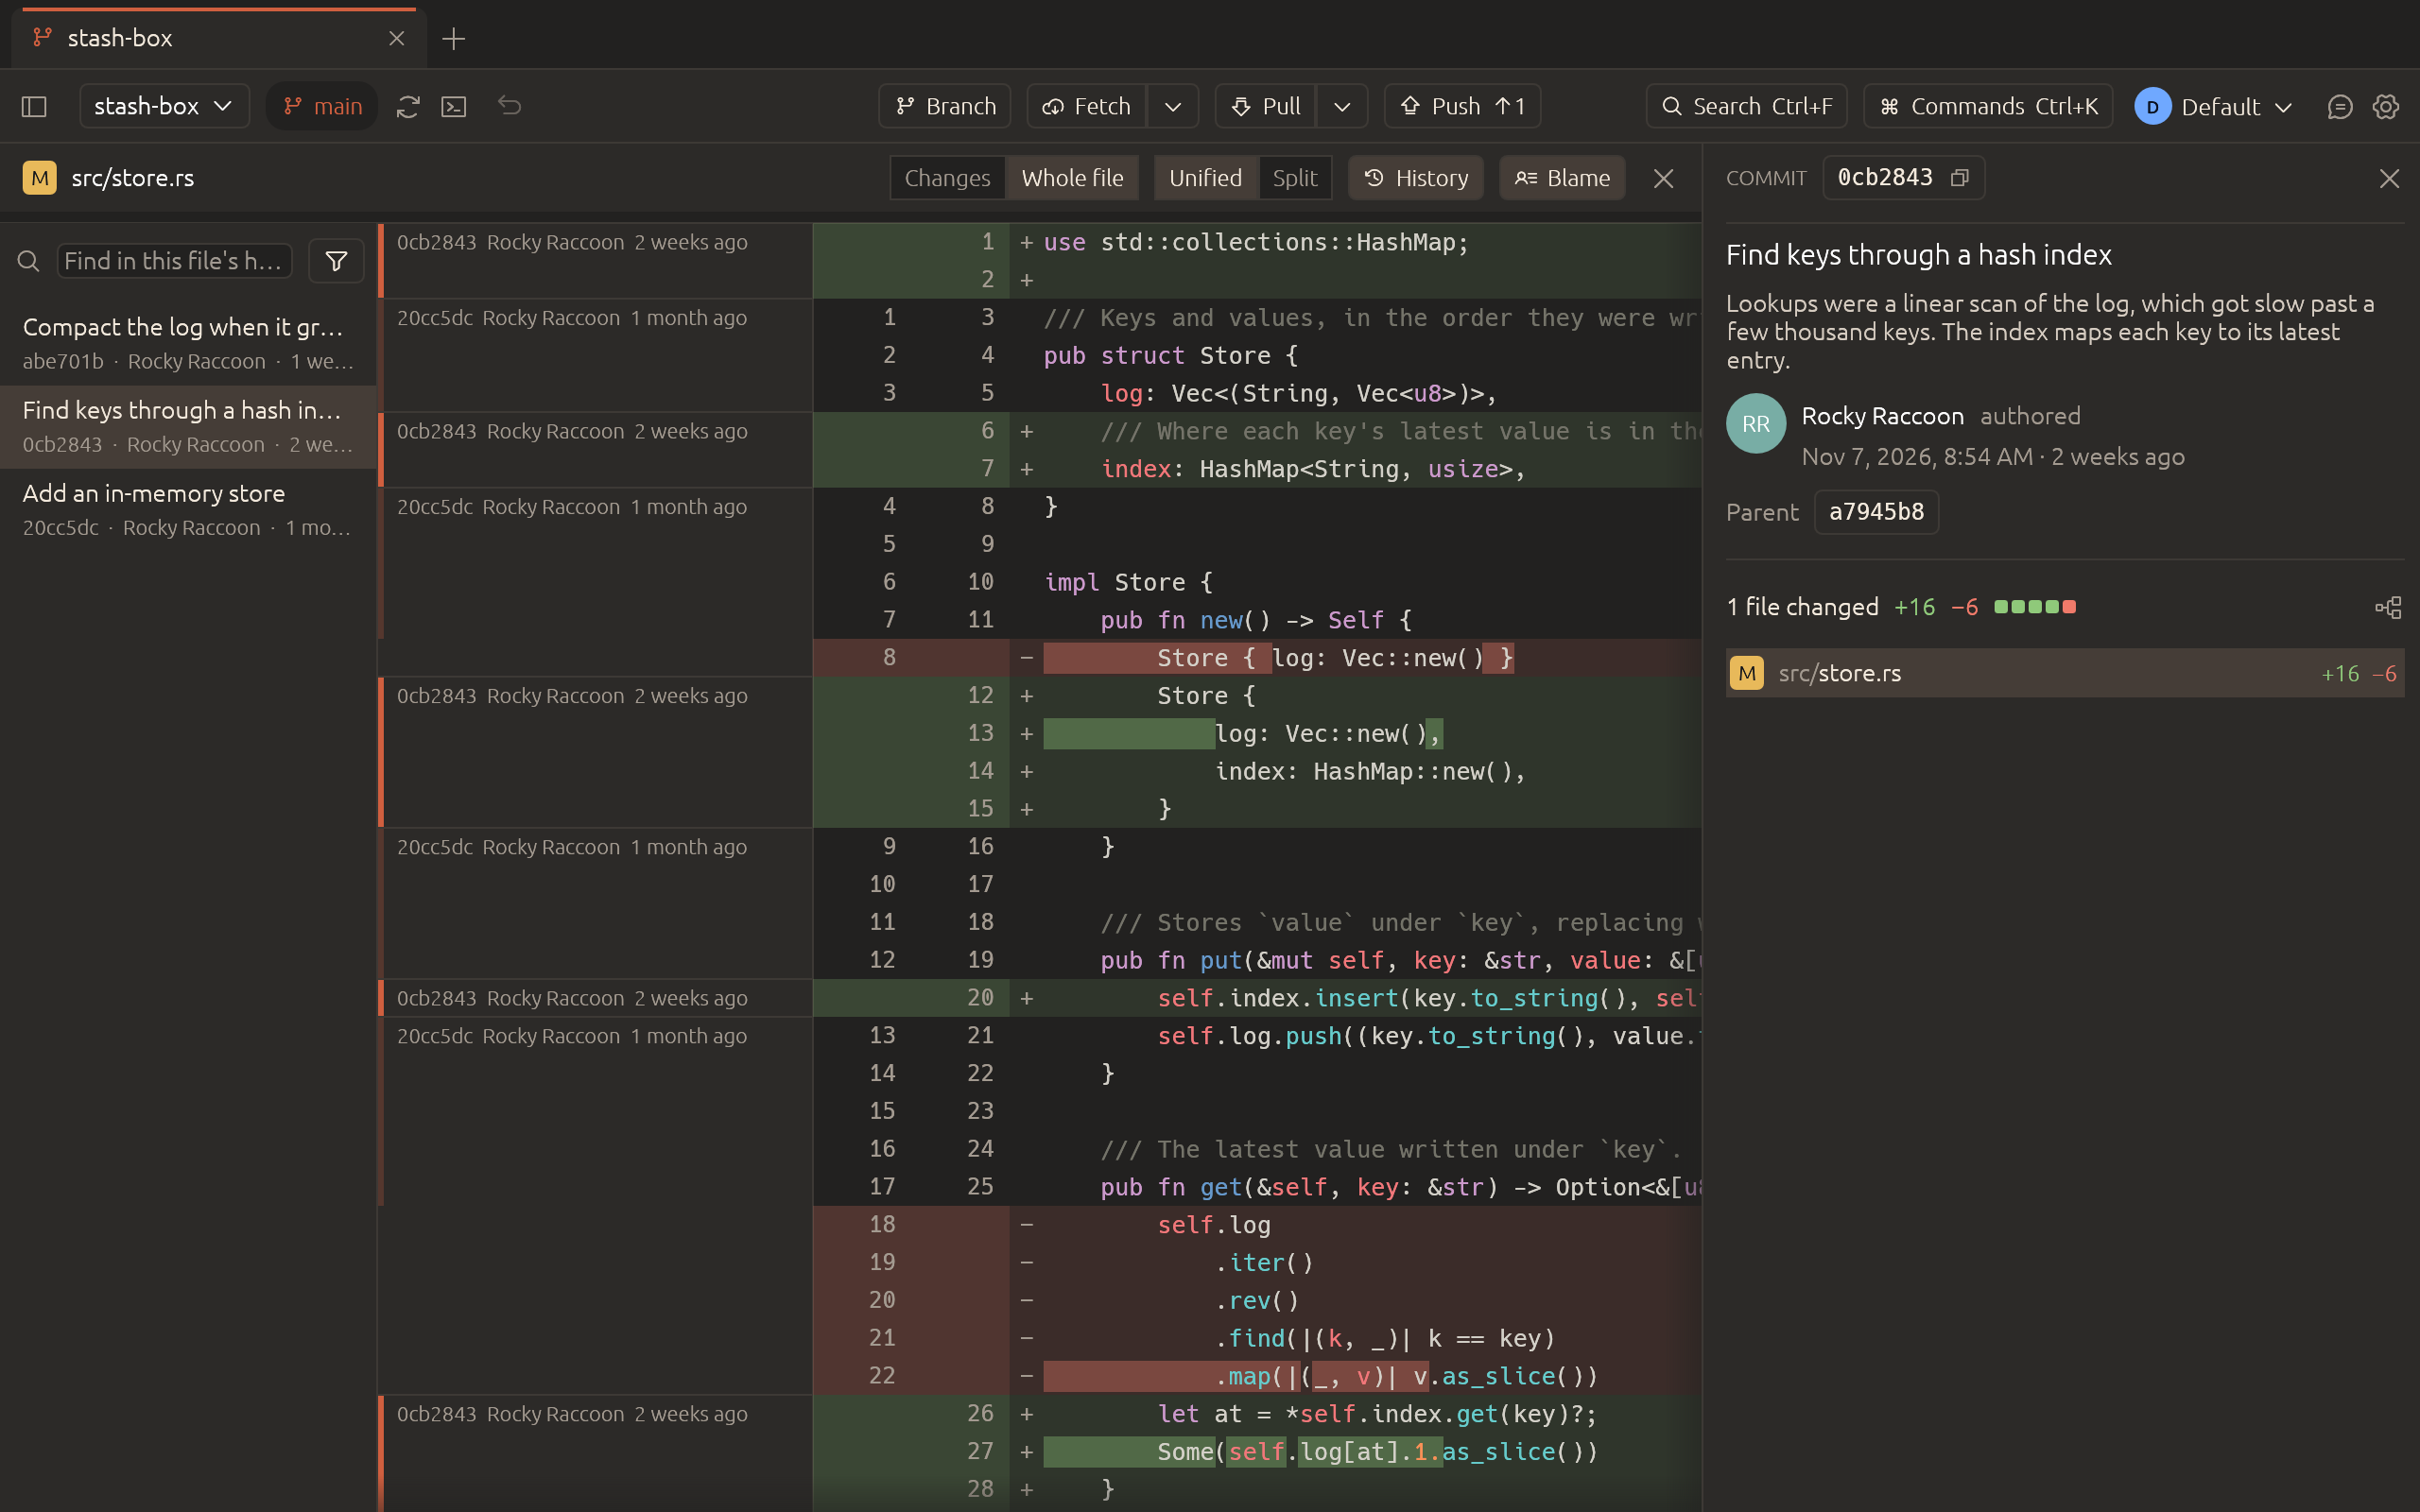 stash-box
stash-box main Branch Fetch Pull Push ↑1 Search Ctrl+F ⌘ Commands Ctrl+K D Default
M src/store.rs Changes Whole file Unified Split History Blame
Find in this file's h…
Compact the log when it gr…
abe701b · Rocky Raccoon · 1 we…
Find keys through a hash in…
0cb2843 · Rocky Raccoon · 2 we…
Add an in-memory store
20cc5dc · Rocky Raccoon · 1 mo…
0cb2843 Rocky Raccoon 2 weeks ago 1 + use std::collections::HashMap;
2 +
20cc5dc Rocky Raccoon 1 month ago 1 3 /// Keys and values, in the order they were wr
2 4 pub struct Store {
3 5 log: Vec<(String, Vec<u8>)>,
0cb2843 Rocky Raccoon 2 weeks ago 6 + /// Where each key's latest value is in th
7 + index: HashMap<String, usize>,
20cc5dc Rocky Raccoon 1 month ago 4 8 }
5 9
6 10 impl Store {
7 11 pub fn new() -> Self {
8 − Store { log: Vec::new() }
0cb2843 Rocky Raccoon 2 weeks ago 12 + Store {
13 + log: Vec::new(),
14 + index: HashMap::new(),
15 + }
20cc5dc Rocky Raccoon 1 month ago 9 16 }
10 17
11 18 /// Stores `value` under `key`, replacing
12 19 pub fn put(&mut self, key: &str, value: &[
0cb2843 Rocky Raccoon 2 weeks ago 20 + self.index.insert(key.to_string(), sel
20cc5dc Rocky Raccoon 1 month ago 13 21 self.log.push((key.to_string(), value.
14 22 }
15 23
16 24 /// The latest value written under `key`.
17 25 pub fn get(&self, key: &str) -> Option<&[u8
18 − self.log
19 − .iter()
20 − .rev()
21 − .find(|(k, _)| k == key)
22 − .map(|(_, v)| v.as_slice())
0cb2843 Rocky Raccoon 2 weeks ago 26 + let at = *self.index.get(key)?;
27 + Some(self.log[at].1.as_slice())
28 + }
COMMIT 0cb2843
Find keys through a hash index
Lookups were a linear scan of the log, which got slow past a
few thousand keys. The index maps each key to its latest
entry.
RR Rocky Raccoon authored
Nov 7, 2026, 8:54 AM · 2 weeks ago
Parent a7945b8
1 file changed +16 −6
M src/store.rs +16 −6